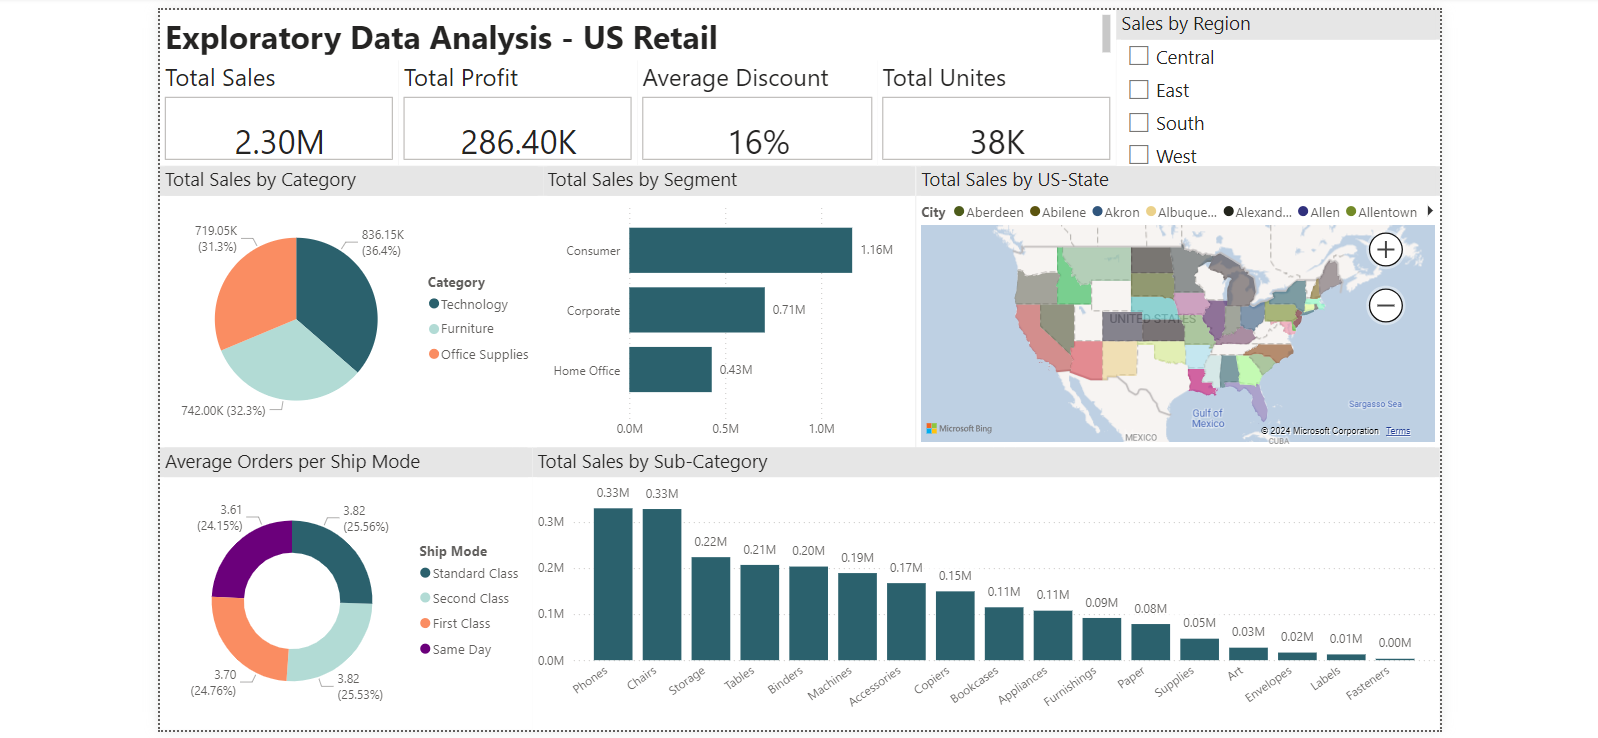 Exploratory Data Analysis - US Retail
Total Sales
2.30M
Total Profit
286.40K
Average Discount
16%
Total Unites
38K
Sales by Region
Central
East
South
West
Total Sales by Category
719.05K
(31.3%)
836.15K
(36.4%)
742.00K (32.3%)
Category
Technology
Furniture
Office Supplies
Total Sales by Segment
Consumer
1.16M
Corporate
0.71M
Home Office
0.43M
0.0M 0.5M 1.0M
Total Sales by US-State
City Aberdeen Abilene Akron Albuque... Alexand... Allen Allentown
UNITED STATES
Gulf of
Mexico
Sargasso Sea
MEXICO
CUBA
Microsoft Bing
© 2024 Microsoft Corporation Terms
Average Orders per Ship Mode
3.61
(24.15%)
3.82
(25.56%)
3.70
(24.76%)
3.82
(25.53%)
Ship Mode
Standard Class
Second Class
First Class
Same Day
Total Sales by Sub-Category
0.3M
0.2M
0.1M
0.0M
0.33M 0.33M 0.22M 0.21M 0.20M 0.19M 0.17M 0.15M 0.11M 0.11M 0.09M 0.08M 0.05M 0.03M 0.02M 0.01M 0.00M
Phones Chairs Storage Tables Binders Machines Accessories Copiers Bookcases Appliances Furnishings Paper Supplies Art Envelopes Labels Fasteners